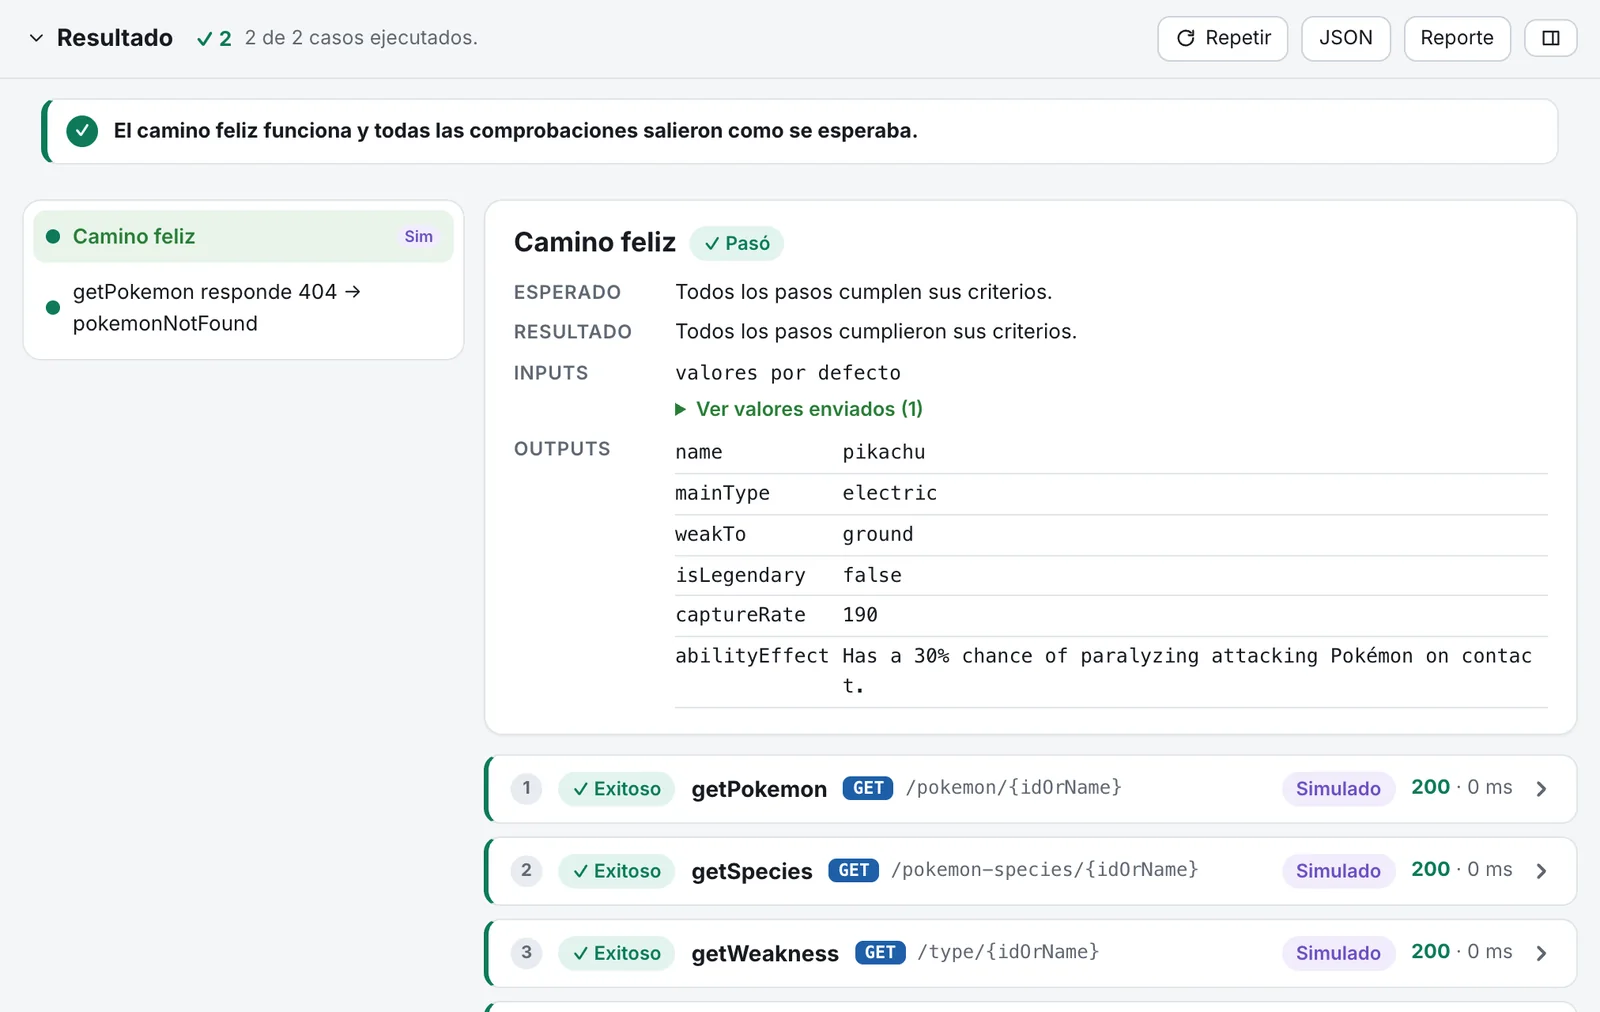 Resultado ✓ 2 2 de 2 casos ejecutados. Repetir JSON Reporte
El camino feliz funciona y todas las comprobaciones salieron como se esperaba.
Camino feliz Sim
getPokemon responde 404 →
pokemonNotFound
Camino feliz ✓ Pasó
ESPERADO Todos los pasos cumplen sus criterios.
RESULTADO Todos los pasos cumplieron sus criterios.
INPUTS valores por defecto
▶ Ver valores enviados (1)
OUTPUTS name pikachu
mainType electric
weakTo ground
isLegendary false
captureRate 190
abilityEffect Has a 30% chance of paralyzing attacking Pokémon on contac
t.
1 ✓ Exitoso getPokemon GET /pokemon/{idOrName} Simulado 200 · 0 ms
2 ✓ Exitoso getSpecies GET /pokemon-species/{idOrName} Simulado 200 · 0 ms
3 ✓ Exitoso getWeakness GET /type/{idOrName} Simulado 200 · 0 ms